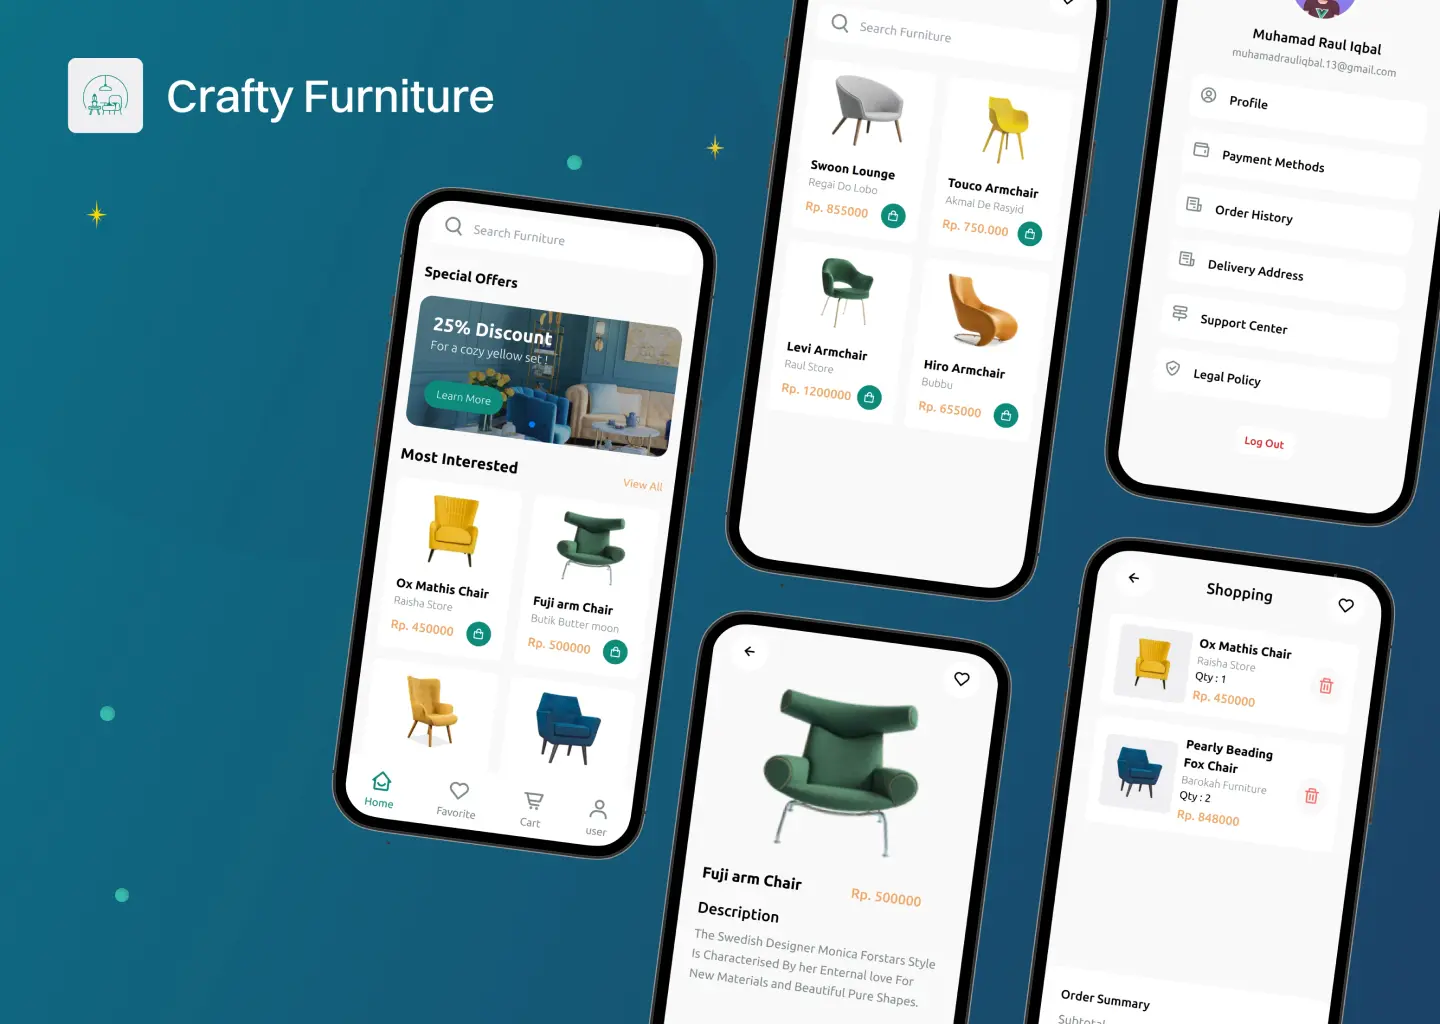 Crafty Furniture
Search Furniture
Special Offers
25% Discount
For a cozy yellow set !
Learn More
Most Interested
View All
Ox Mathis Chair
Raisha Store
Rp. 450000
Fuji arm Chair
Butik Butter moon
Rp. 500000
Home
Favorite
Cart
user
Search Furniture
Swoon Lounge
Regai Do Lobo
Rp. 855000
Touco Armchair
Akmal De Rasyid
Rp. 750.000
Levi Armchair
Raul Store
Rp. 1200000
Hiro Armchair
Bubbu
Rp. 655000
Fuji arm Chair
Rp. 500000
Description
The Swedish Designer Monica Forstars Style
Is Characterised By her Enternal love For
New Materials and Beautiful Pure Shapes.
Muhamad Raul Iqbal
muhamadrauliqbal.13@gmail.com
Profile
Payment Methods
Order History
Delivery Address
Support Center
Legal Policy
Log Out
Shopping
Ox Mathis Chair
Raisha Store
Qty : 1
Rp. 450000
Pearly Beading
Fox Chair
Barokah Furniture
Qty : 2
Rp. 848000
Order Summary
Subtotal